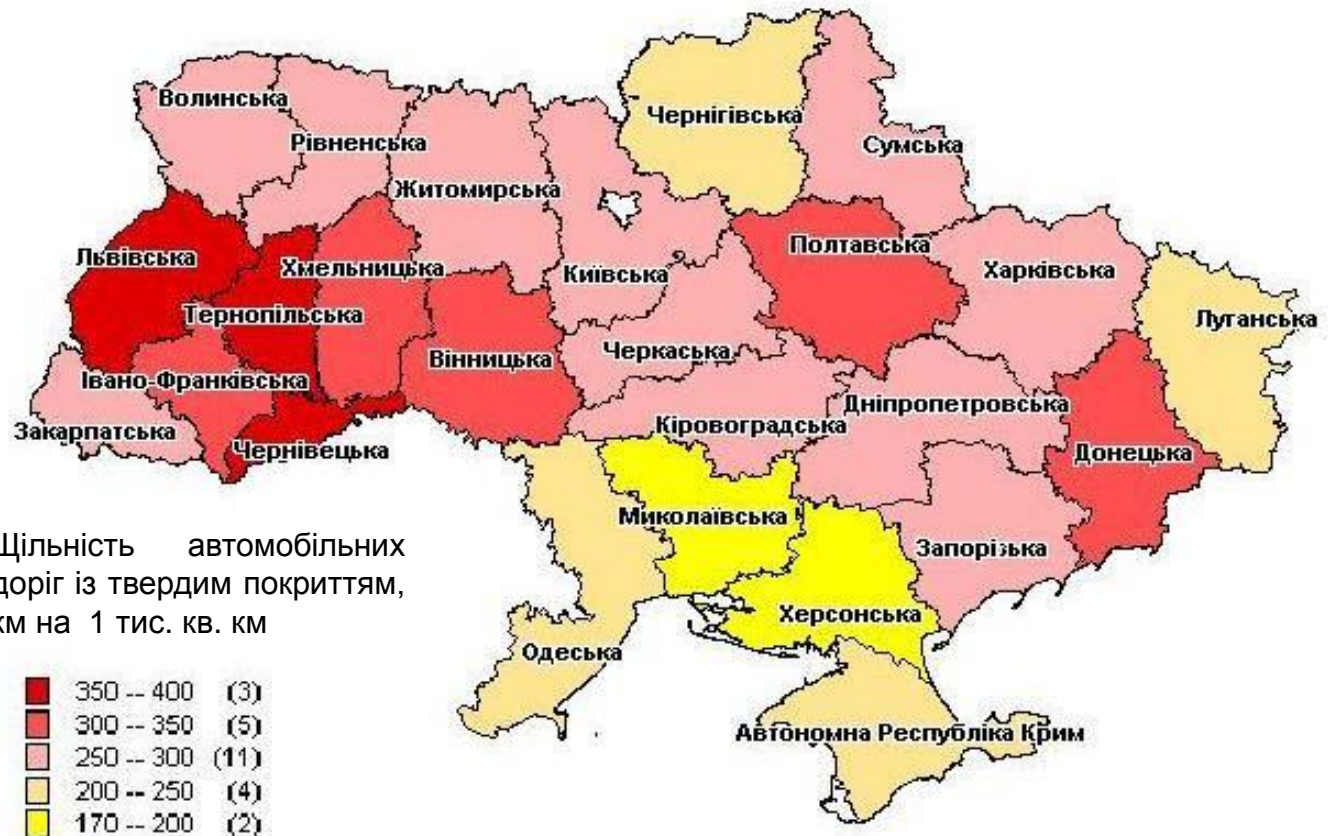 Чернігівська
Волинська
Рівненська
Сумська
Житомирська
Львівська
Хмельницька
Київська
Полтавська
Харківська
Тернопільська
Луганська
Вінницька
Черкаська
Івано-Франківська
Дніпропетровська
Закарпатська
Чернівецька
Кіровоградська
Донецька
Миколаївська
Запорізька
Щільність автомобільних
доріг із твердим покриттям,
км на 1 тис. кв. км
Херсонська
Одеська
Автономна Республіка Крим
350 -- 400 (3)
300 -- 350 (5)
250 -- 300 (11)
200 -- 250 (4)
170 -- 200 (2)